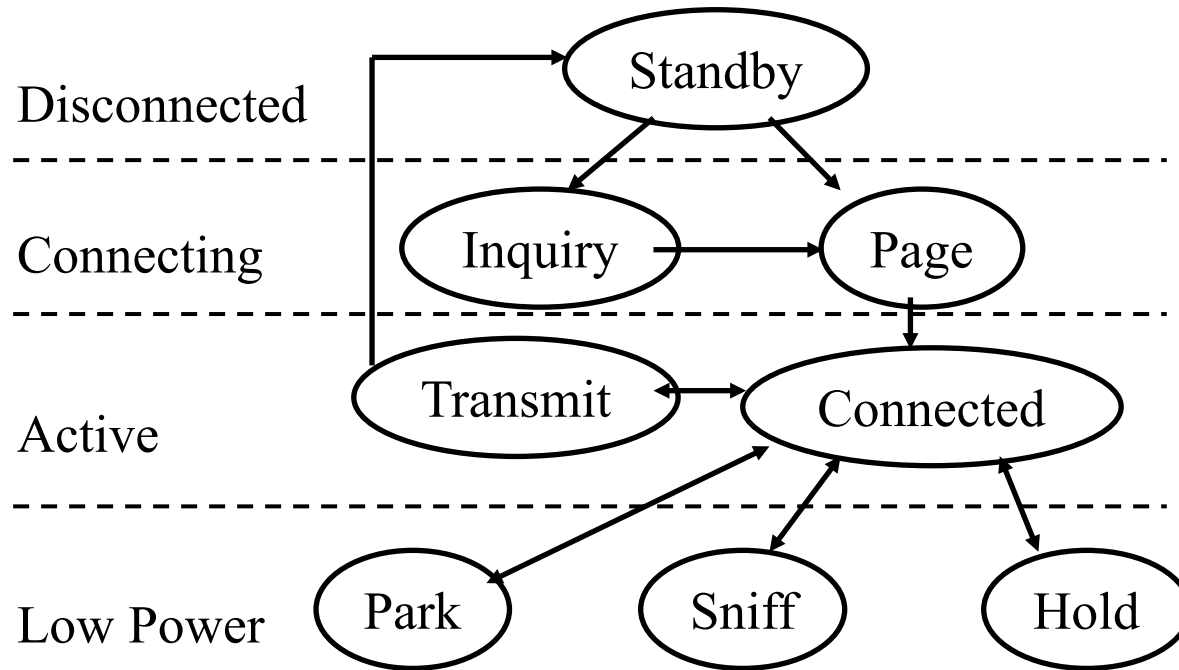 Standby
Disconnected
Inquiry
Page
Connecting
Transmit
Connected
Active
Park
Sniff
Hold
Low Power